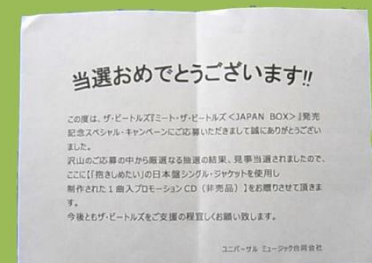 当選おめでとうございます!!
この度は、ザ・ビートルズ『ミート・ザ・ビートルズ＜JAPAN BOX＞』発売
記念スペシャル・キャンペーンにご応募いただきまして誠にありがとうござい
ました。
沢山のご応募の中から厳選なる抽選の結果、見事当選されましたので、
ここに【「抱きしめたい」の日本盤シングル・ジャケットを使用し
制作された１曲入プロモーションCD（非売品）】をお贈りさせて頂きま
す。
今後ともザ・ビートルズをご支援の程宜しくお願い致します。
ユニバーサル ミュージック合同会社